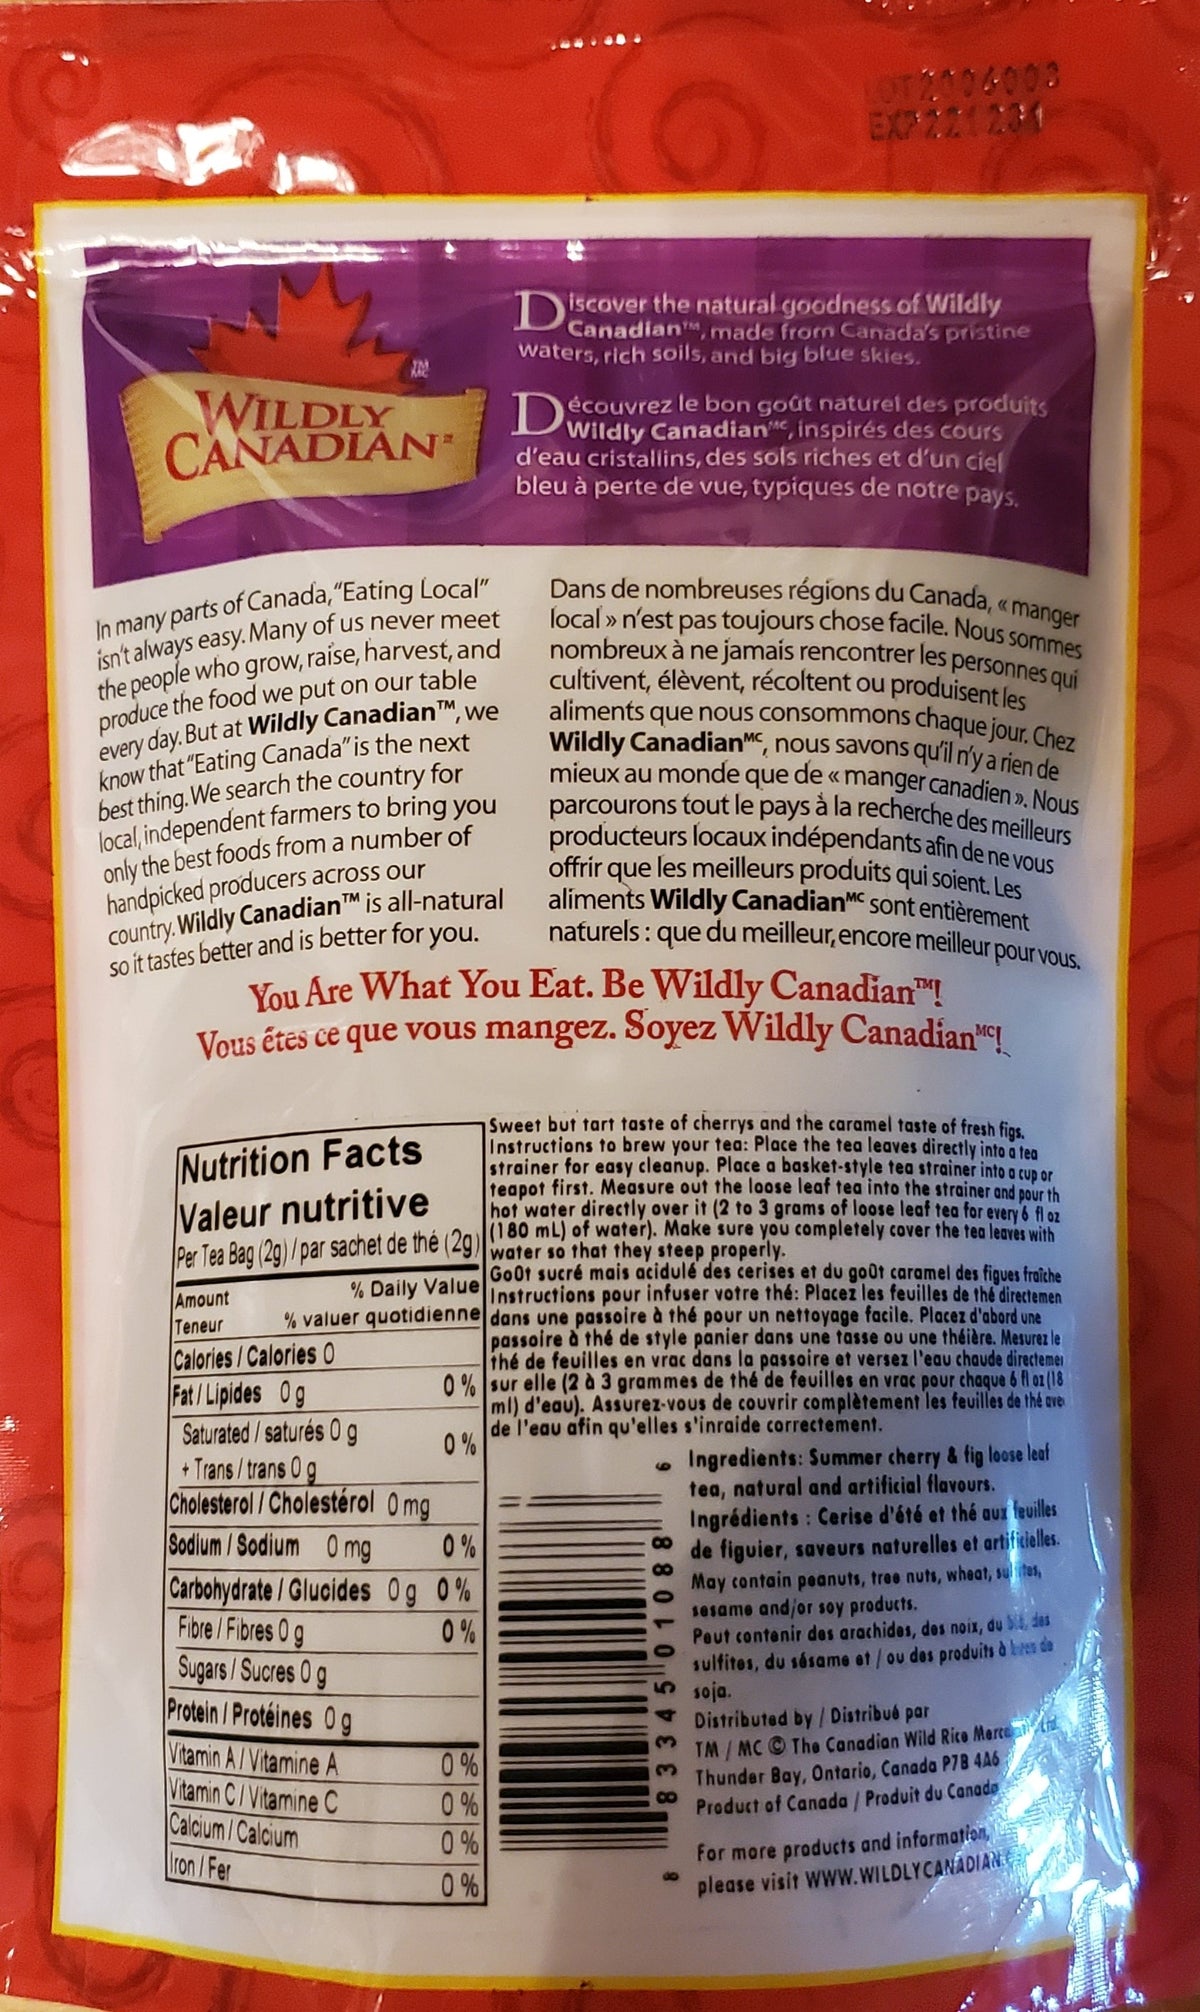 LOT 2206003
EXP 221231
WILDLY
CANADIAN™
TM
MC
Discover the natural goodness of Wildly
Canadian™, made from Canada's pristine
waters, rich soils, and big blue skies.
Découvrez le bon goût naturel des produits
Wildly Canadian MC, inspirés des cours
d'eau cristallins, des sols riches et d'un ciel
bleu à perte de vue, typiques de notre pays.
In many parts of Canada, "Eating Local"
isn't always easy. Many of us never meet
the people who grow, raise, harvest, and
produce the food we put on our table
every day. But at Wildly Canadian™, we
know that "Eating Canada" is the next
best thing. We search the country for
local, independent farmers to bring you
only the best foods from a number of
handpicked producers across our
country. Wildly Canadian™ is all-natural
so it tastes better and is better for you.
Dans de nombreuses régions du Canada, « manger
local » n'est pas toujours chose facile. Nous sommes
nombreux à ne jamais rencontrer les personnes qui
cultivent, élèvent, récoltent ou produisent les
aliments que nous consommons chaque jour. Chez
Wildly Canadian MC, nous savons qu'il n'y a rien de
mieux au monde que de « manger canadien ». Nous
parcourons tout le pays à la recherche des meilleurs
producteurs locaux indépendants afin de ne vous
offrir que les meilleurs produits qui soient. Les
aliments Wildly Canadian MC sont entièrement
naturels : que du meilleur, encore meilleur pour vous.
You Are What You Eat. Be Wildly Canadian™!
Vous êtes ce que vous mangez. Soyez Wildly Canadian MC!
Nutrition Facts
Valeur nutritive
Per Tea Bag (2g) / par sachet de thé (2g)
Amount % Daily Value
Teneur % valuer quotidienne
Calories / Calories 0
Fat / Lipides 0 g 0 %
Saturated / saturés 0 g 0 %
+ Trans / trans 0 g
Cholesterol / Cholestérol 0 mg
Sodium / Sodium 0 mg 0 %
Carbohydrate / Gluoides 0 g 0 %
Fibre / Fibres 0 g 0 %
Sugars / Sucres 0 g
Protein / Protéines 0 g
Vitamin A / Vitamine A 0 %
Vitamin C / Vitamine C 0 %
Calcium / Calcium 0 %
Iron / Fer 0 %
Sweet but tart taste of cherrys and the caramel taste of fresh figs.
Instructions to brew your tea: Place the tea leaves directly into a tea
strainer for easy cleanup. Place a basket-style tea strainer into a cup or
teapot first. Measure out the loose leaf tea into the strainer and pour th
hot water directly over it (2 to 3 grams of loose leaf tea for every 6 fl oz
(180 mL) of water). Make sure you completely cover the tea leaves with
water so that they steep properly.
Goût sucré mais acidulé des cerises et du goût caramel des figues fraîche
Instructions pour infuser votre thé: Placez les feuilles de thé directemen
dans une passoire à thé pour un nettoyage facile. Placez d'abord une
passoire à thé de style panier dans une tasse ou une théière. Mesurez le
thé de feuilles en vrac dans la passoire et versez l'eau chaude directemen
sur elle (2 à 3 grammes de thé de feuilles en vrac pour chaque 6 fl oz (18
ml) d'eau). Assurez-vous de couvrir complètement les feuilles de thé ave
de l'eau afin qu'elles s'inraide correctement.
8 83345 01088 6
Ingredients: Summer cherry & fig loose leaf
tea, natural and artificial flavours.
Ingrédients : Cerise d'été et thé aux feuilles
de figuier, saveurs naturelles et artificielles.
May contain peanuts, tree nuts, wheat, sulfites,
sesame and/or soy products.
Peut contenir des arachides, des noix, du blé, des
sulfites, du sésame et / ou des produits à de
soja.
Distributed by / Distribué par
TM / MC © The Canadian Wild Rice Ltd.
Thunder Bay, Ontario, Canada P7B 4A6
Product of Canada / Produit du Canada
For more products and information,
please visit WWW.WILDLYCANADIAN